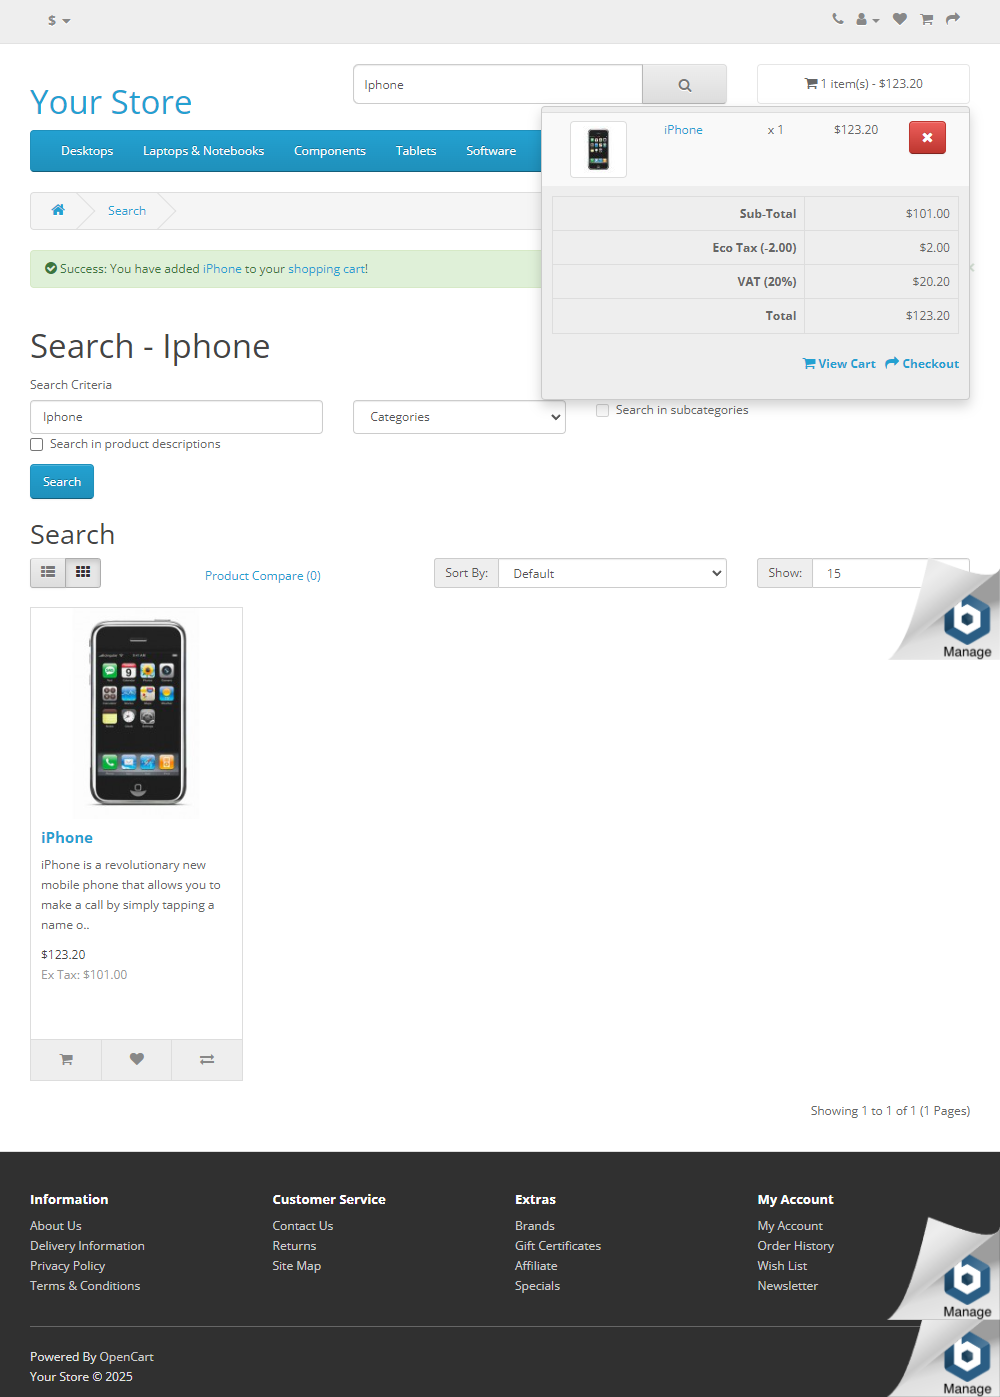 $
Your Store
Iphone
1 item(s) - $123.20
Desktops
Laptops & Notebooks
Components
Tablets
Software
iPhone
x 1
$123.20
Sub-Total
$101.00
Eco Tax (-2.00)
$2.00
VAT (20%)
$20.20
Total
$123.20
View Cart
Checkout
Search
Success: You have added iPhone to your shopping cart!
Search - Iphone
Search Criteria
Iphone
Categories
Search in subcategories
Search in product descriptions
Search
Search
Product Compare (0)
Sort By:
Default
Show:
15
Manage
iPhone
iPhone is a revolutionary new
mobile phone that allows you to
make a call by simply tapping a
name o..
$123.20
Ex Tax: $101.00
Showing 1 to 1 of 1 (1 Pages)
Information
About Us
Delivery Information
Privacy Policy
Terms & Conditions
Customer Service
Contact Us
Returns
Site Map
Extras
Brands
Gift Certificates
Affiliate
Specials
My Account
My Account
Order History
Wish List
Newsletter
Manage
Powered By OpenCart
Your Store © 2025
Manage